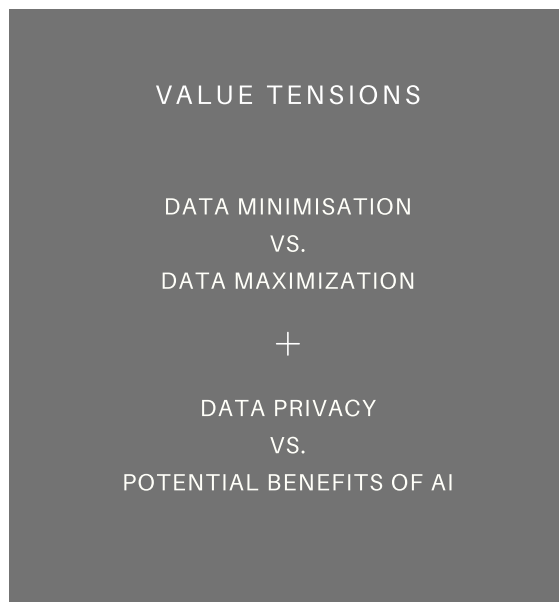 VALUE TENSIONS
DATA MINIMISATION
VS.
DATA MAXIMIZATION
+
DATA PRIVACY
VS.
POTENTIAL BENEFITS OF AI